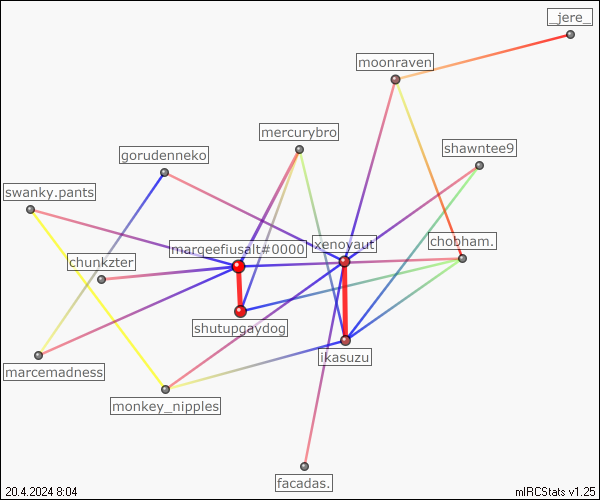 _jere_
moonraven
mercurybro
shawntee9
gorudenneko
swanky.pants
margeefiusalt#0000
xenoyaut
chobham.
chunkzter
shutupgaydog
ikasuzu
marcemadness
monkey_nipples
facadas.
20.4.2024 8:04
mIRCStats v1.25